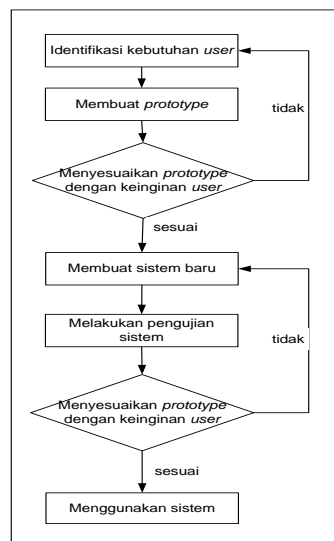 Identifikasi kebutuhan user
Membuat prototype
tidak
Menyesuaikan prototype
dengan keinginan user
sesuai
Membuat sistem baru
Melakukan pengujian
sistem
tidak
Menyesuaikan prototype
dengan keinginan user
sesuai
Menggunakan sistem